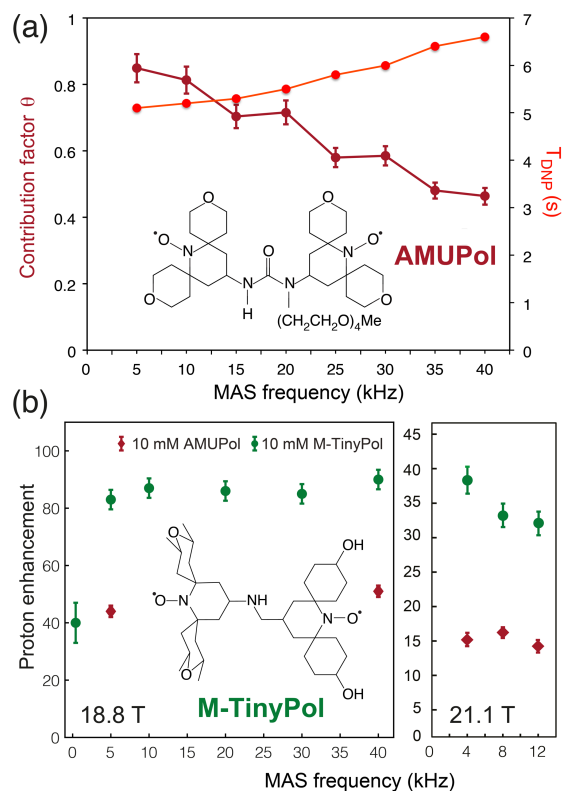 (a)
Contribution factor θ
T_DNP (s)
1
0.8
0.6
0.4
0.2
0
7
6
5
4
3
2
1
0
O
O
•O
N
N
O•
O
O
O
N
H
N
(CH₂CH₂O)₄Me
AMUPol
0 5 10 15 20 25 30 35 40
MAS frequency (kHz)
(b)
10 mM AMUPol 10 mM M-TinyPol
Proton enhancement
100
80
60
40
20
0
O
•O
N
O
NH
OH
N
O•
OH
M-TinyPol
18.8 T
0 5 10 15 20 25 30 35 40
45
40
35
30
25
20
15
10
5
0
21.1 T
0 4 8 12
MAS frequency (kHz)